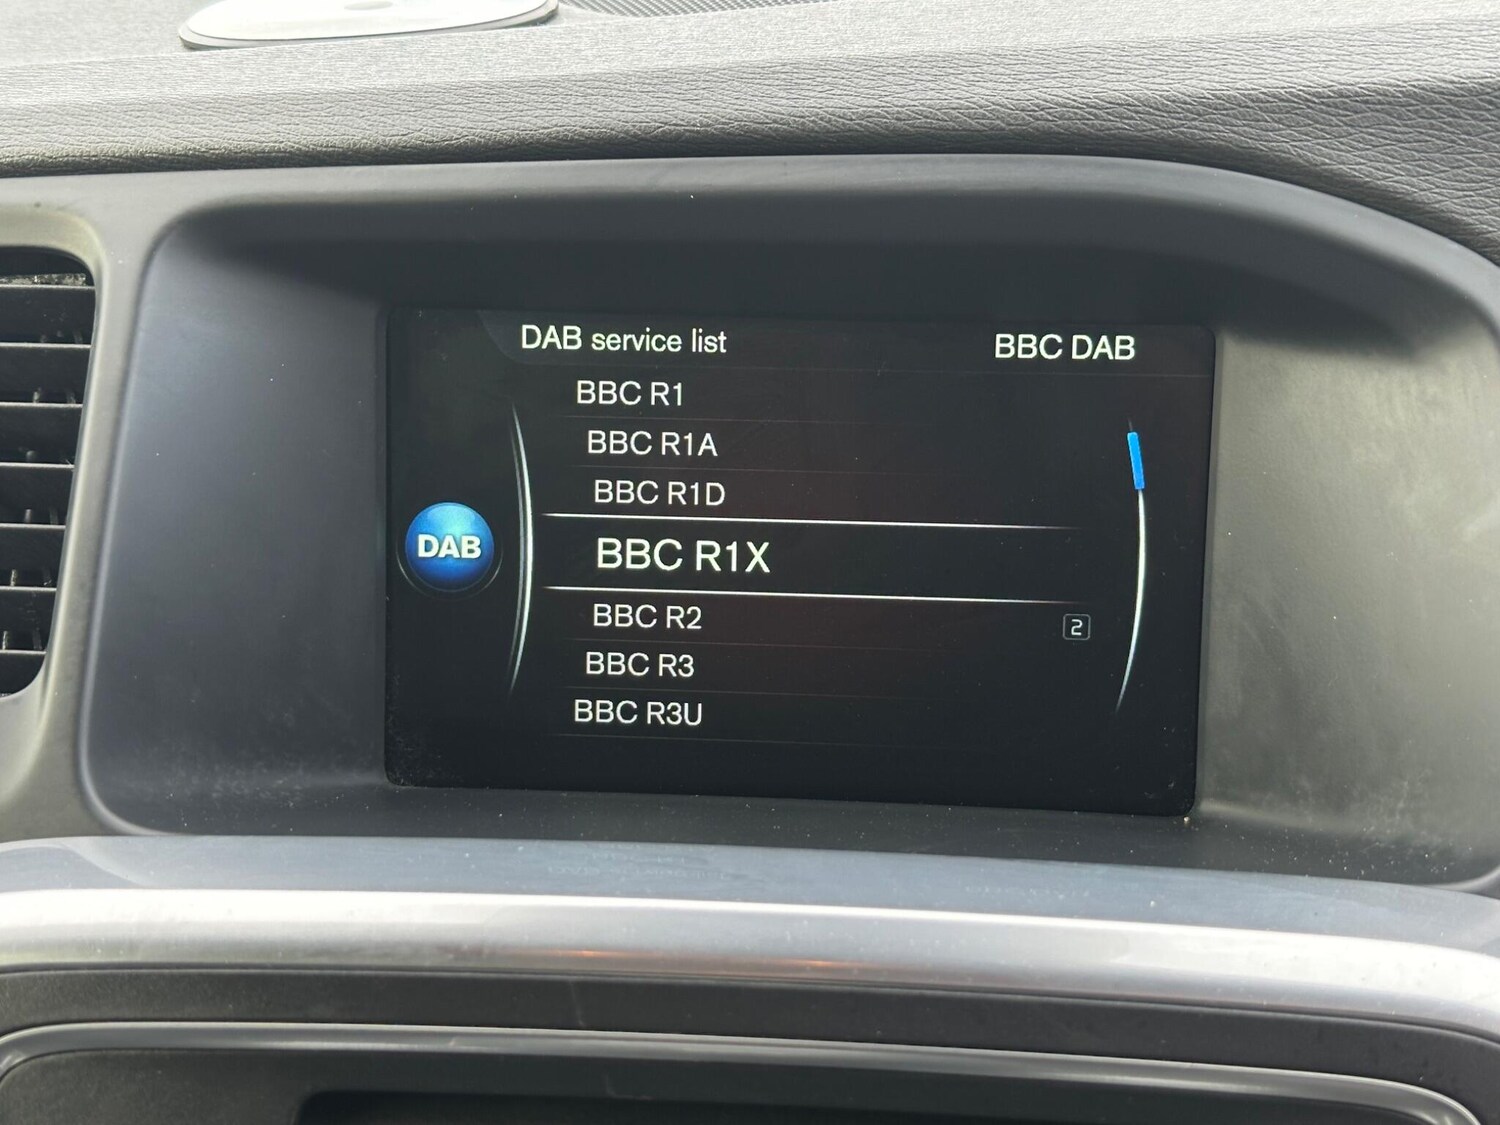 DAB service list BBC DAB
BBC R1
BBC R1A
BBC R1D
DAB
BBC R1X
BBC R2 2
BBC R3
BBC R3U